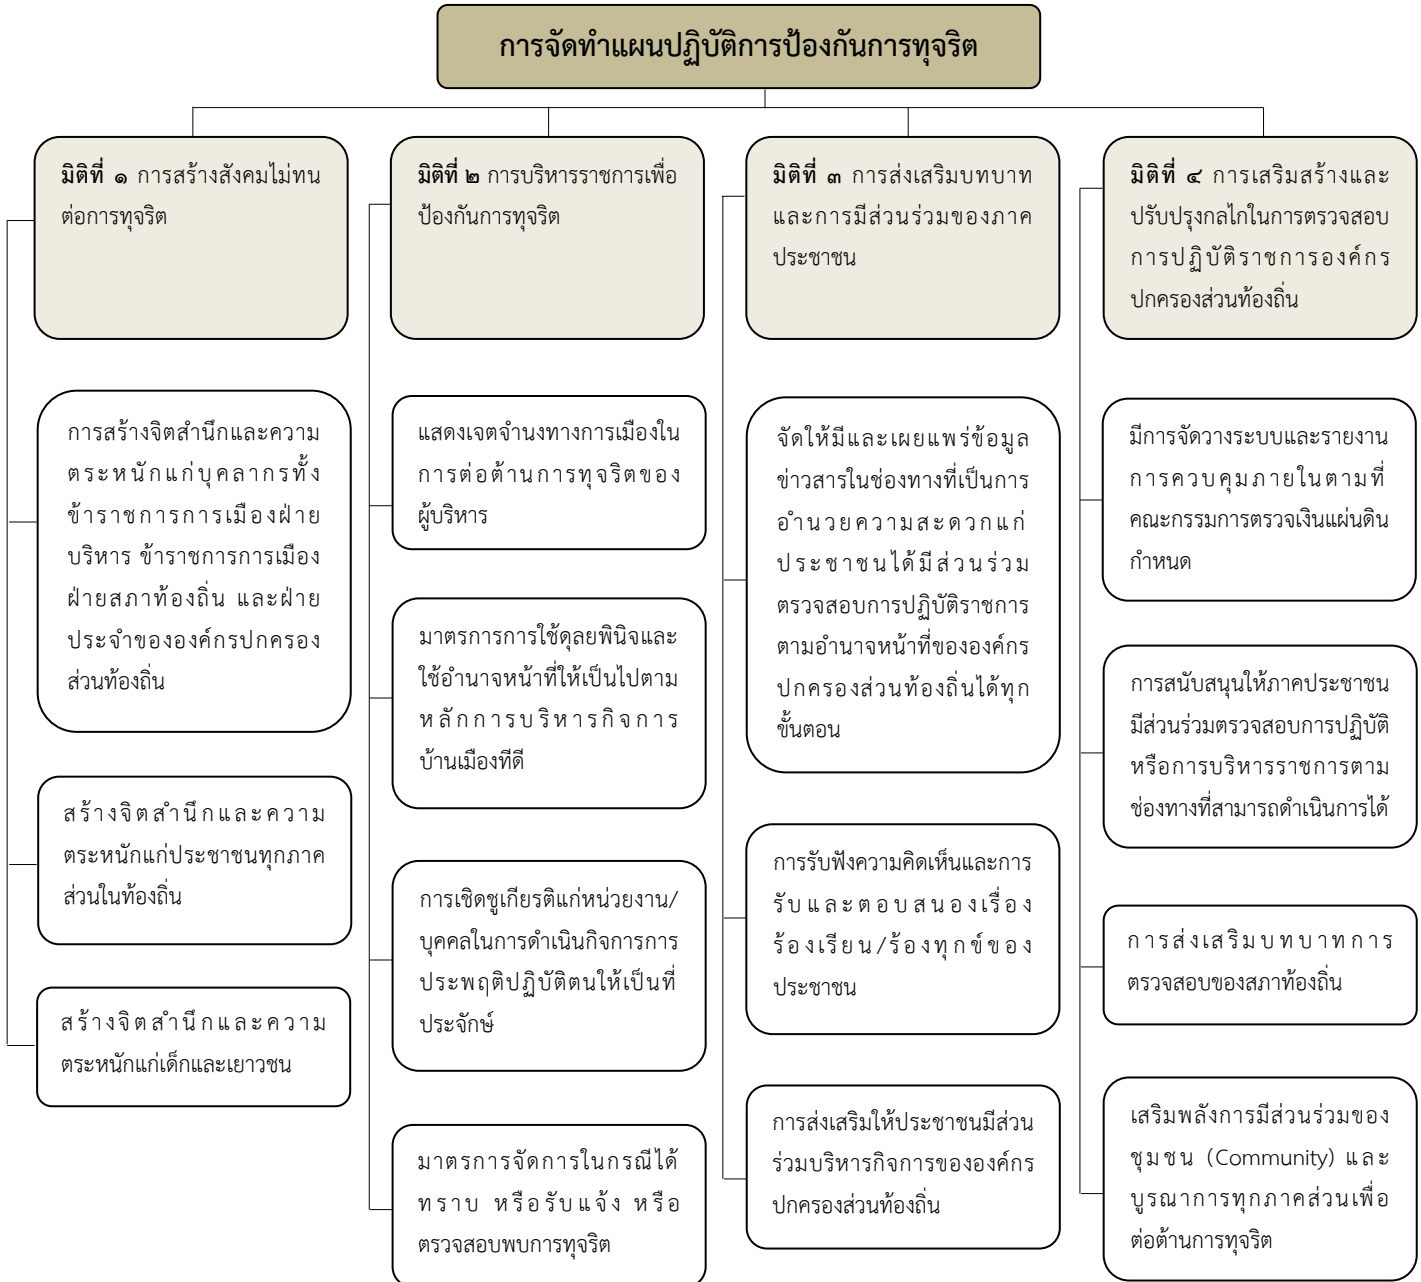 การจัดทำแผนปฏิบัติการป้องกันการทุจริต
มิติที่ ๑ การสร้างสังคมไม่ทน
ต่อการทุจริต
การสร้างจิตสำนึกและความ
ตระหนักแก่บุคลากรทั้ง
ข้าราชการการเมืองฝ่าย
บริหาร ข้าราชการการเมือง
ฝ่ายสภาท้องถิ่น และฝ่าย
ประจำขององค์กรปกครอง
ส่วนท้องถิ่น
สร้างจิตสำนึกและความ
ตระหนักแก่ประชาชนทุกภาค
ส่วนในท้องถิ่น
สร้างจิตสำนึกและความ
ตระหนักแก่เด็กและเยาวชน
มิติที่ ๒ การบริหารราชการเพื่อ
ป้องกันการทุจริต
แสดงเจตจำนงทางการเมืองใน
การต่อต้านการทุจริตของ
ผู้บริหาร
มาตรการการใช้ดุลยพินิจและ
ใช้อำนาจหน้าที่ให้เป็นไปตาม
หลักการบริหารกิจการ
บ้านเมืองทีดี
การเชิดชูเกียรติแก่หน่วยงาน/
บุคคลในการดำเนินกิจการการ
ประพฤติปฏิบัติตนให้เป็นที่
ประจักษ์
มาตรการจัดการในกรณีได้
ทราบ หรือรับแจ้ง หรือ
ตรวจสอบพบการทุจริต
มิติที่ ๓ การส่งเสริมบทบาท
และการมีส่วนร่วมของภาค
ประชาชน
จัดให้มีและเผยแพร่ข้อมูล
ข่าวสารในช่องทางที่เป็นการ
อำนวยความสะดวกแก่
ประชาชนได้มีส่วนร่วม
ตรวจสอบการปฏิบัติราชการ
ตามอำนาจหน้าที่ขององค์กร
ปกครองส่วนท้องถิ่นได้ทุก
ขั้นตอน
การรับฟังความคิดเห็นและการ
รับและตอบสนองเรื่อง
ร้องเรียน/ร้องทุกข์ของ
ประชาชน
การส่งเสริมให้ประชาชนมีส่วน
ร่วมบริหารกิจการขององค์กร
ปกครองส่วนท้องถิ่น
มิติที่ ๔ การเสริมสร้างและ
ปรับปรุงกลไกในการตรวจสอบ
การปฏิบัติราชการองค์กร
ปกครองส่วนท้องถิ่น
มีการจัดวางระบบและรายงาน
การควบคุมภายในตามที่
คณะกรรมการตรวจเงินแผ่นดิน
กำหนด
การสนับสนุนให้ภาคประชาชน
มีส่วนร่วมตรวจสอบการปฏิบัติ
หรือการบริหารราชการตาม
ช่องทางที่สามารถดำเนินการได้
การส่งเสริมบทบาทการ
ตรวจสอบของสภาท้องถิ่น
เสริมพลังการมีส่วนร่วมของ
ชุมชน (Community) และ
บูรณาการทุกภาคส่วนเพื่อ
ต่อต้านการทุจริต